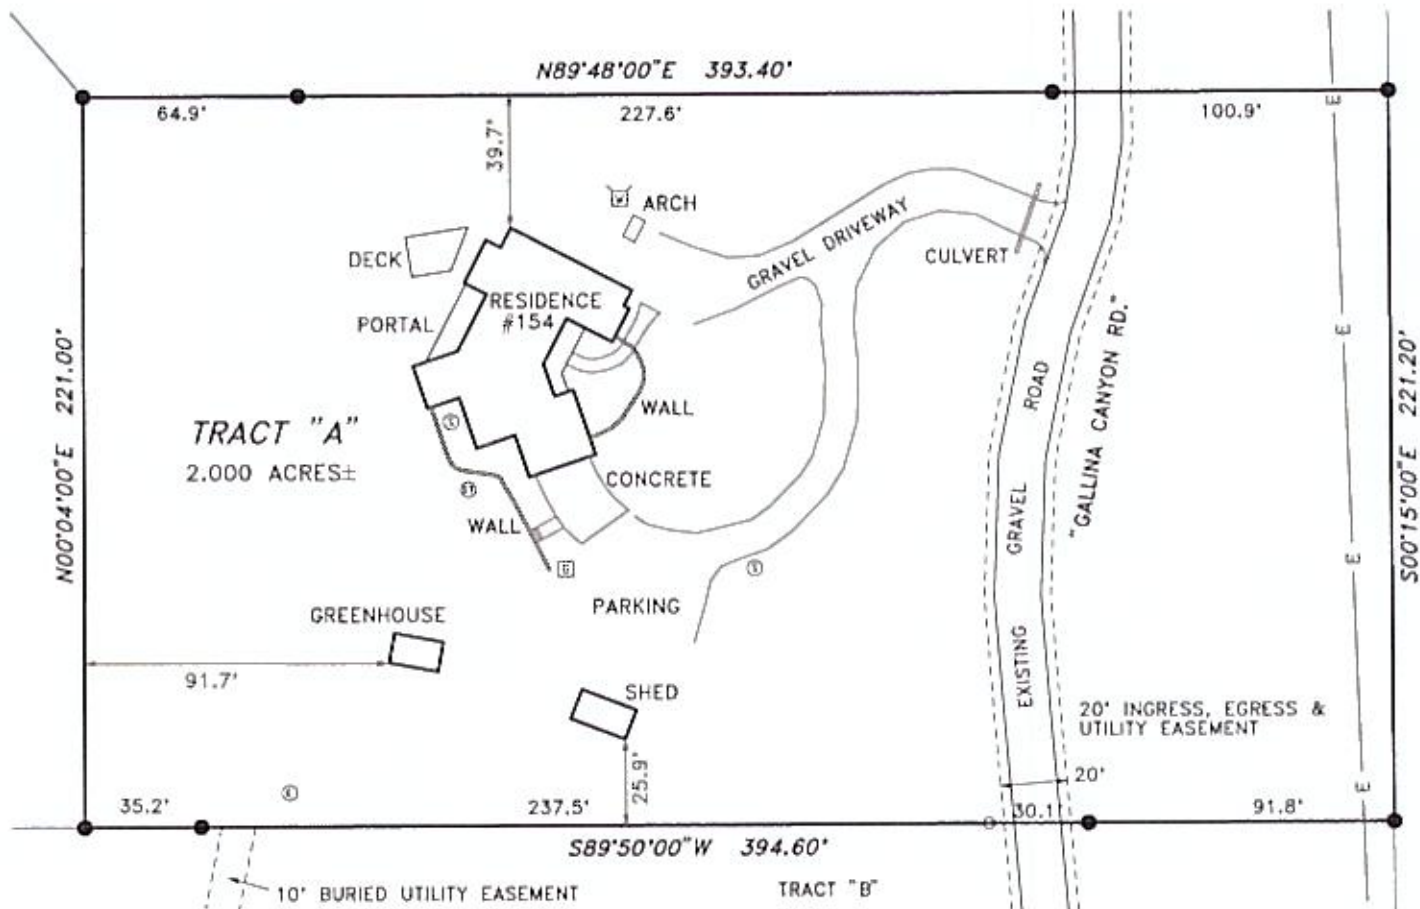 N89°48'00"E 393.40'
64.9'
227.6'
100.9'
39.7'
ARCH
DECK
GRAVEL DRIVEWAY
CULVERT
RESIDENCE
#154
PORTAL
N00°04'00"E 221.00'
TRACT "A"
2.000 ACRES±
WALL
CONCRETE
WALL
S
ST
S
PARKING
GREENHOUSE
91.7'
SHED
25.9'
EXISTING GRAVEL ROAD
"GALLINA CANYON RD."
S00°15'00"E 221.20'
E
E
E
E
20' INGRESS, EGRESS &
UTILITY EASEMENT
20'
35.2'
237.5'
30.1'
91.8'
S89°50'00"W 394.60'
10' BURIED UTILITY EASEMENT
TRACT "B"